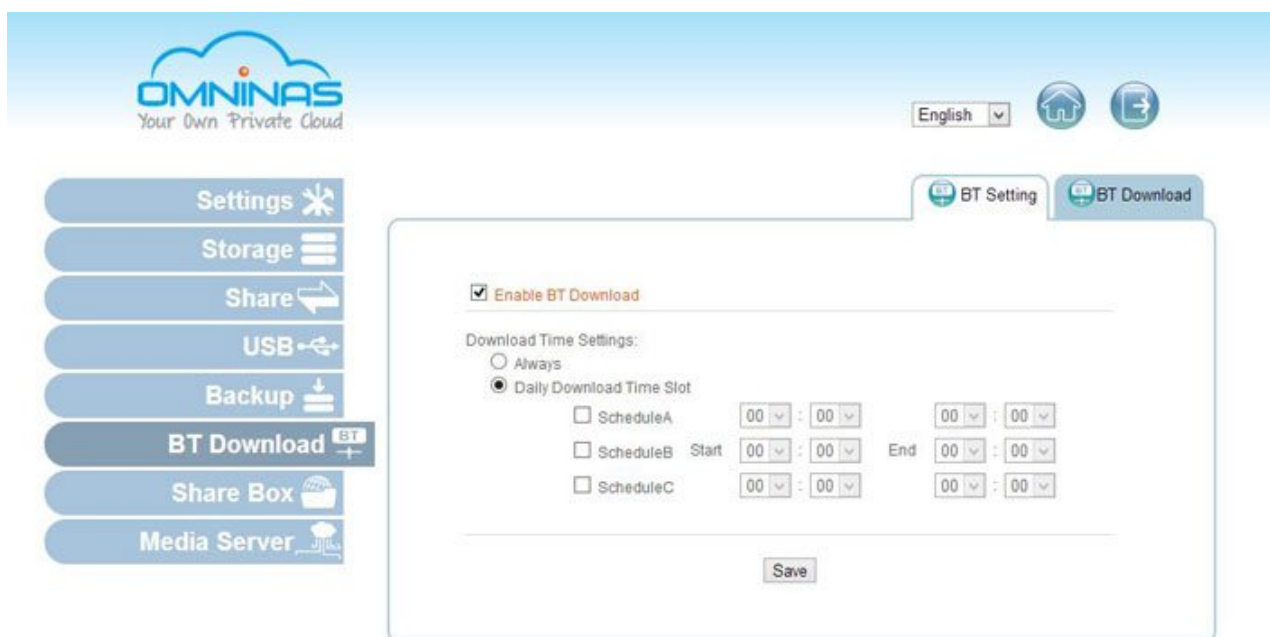 OMNINAS
Your Own Private Cloud
English
Settings
Storage
Share
USB
Backup
BT Download BT
Share Box
Media Server
BT Setting
BT Download
Enable BT Download
Download Time Settings:
Always
Daily Download Time Slot
ScheduleA 00 : 00 00 : 00
ScheduleB Start 00 : 00 End 00 : 00
ScheduleC 00 : 00 00 : 00
Save